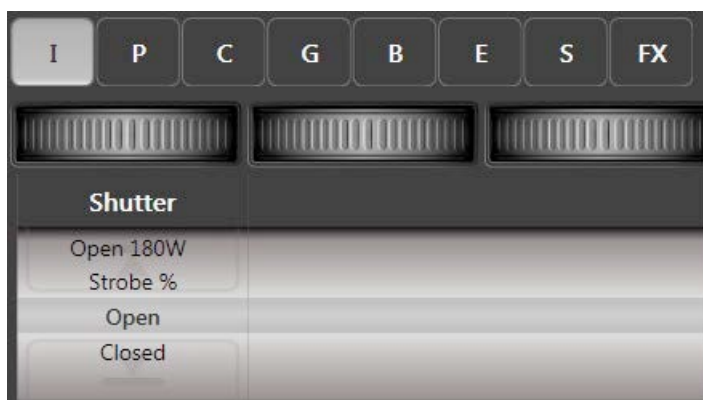 I P C G B E S FX
Shutter
Open 180W
Strobe %
Open
Closed